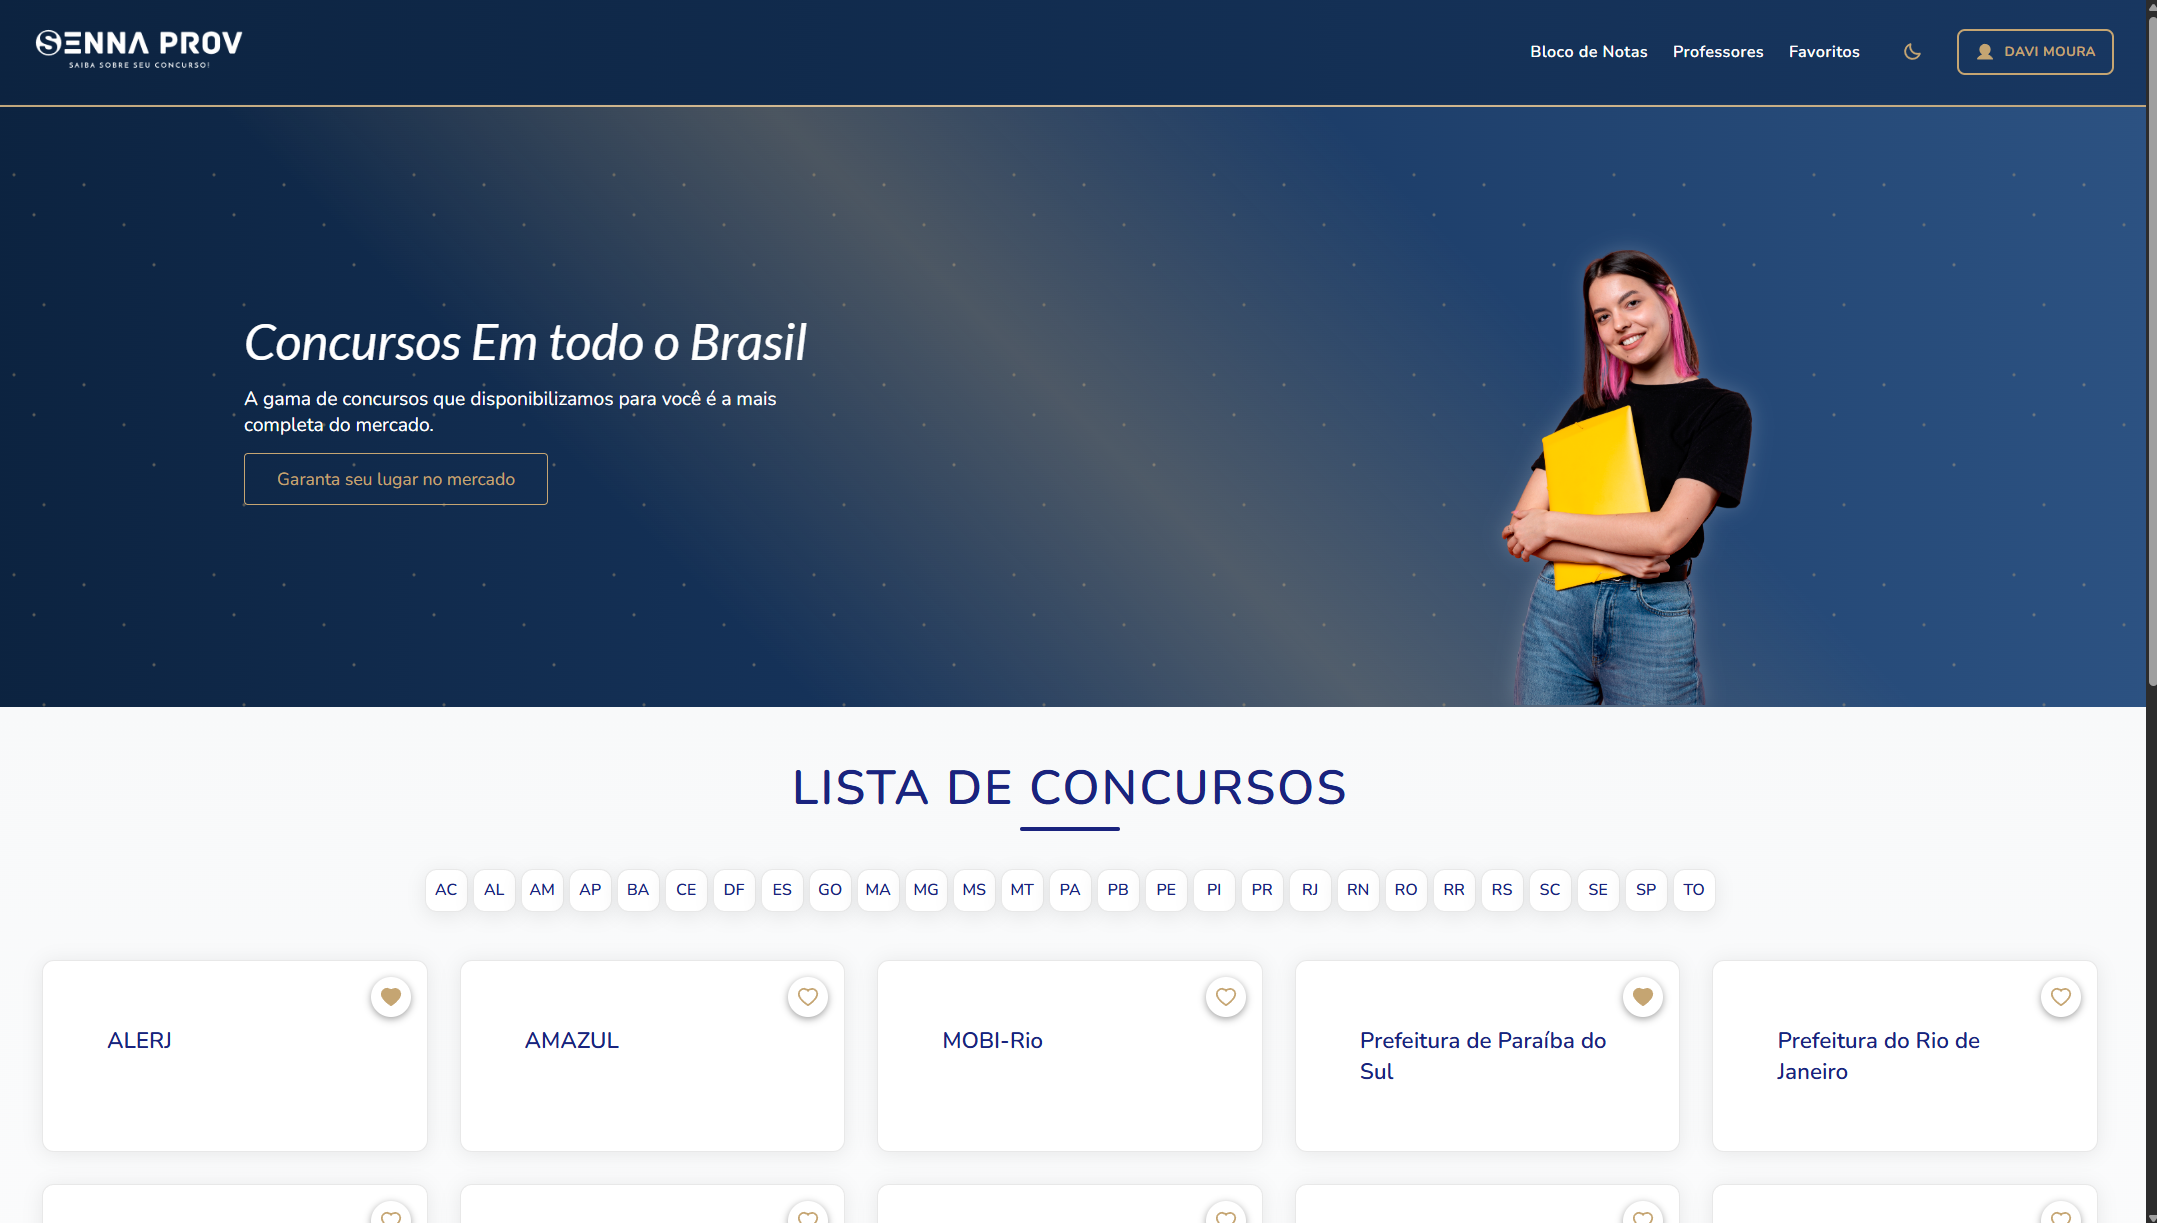 SENNA PROV
SAIBA SOBRE SEU CONCURSO!
Bloco de Notas
Professores
Favoritos
DAVI MOURA
Concursos Em todo o Brasil
A gama de concursos que disponibilizamos para você é a mais
completa do mercado.
Garanta seu lugar no mercado
LISTA DE CONCURSOS
AC AL AM AP BA CE DF ES GO MA MG MS MT PA PB PE PI PR RJ RN RO RR RS SC SE SP TO
ALERJ
AMAZUL
MOBI-Rio
Prefeitura de Paraíba do
Sul
Prefeitura do Rio de
Janeiro